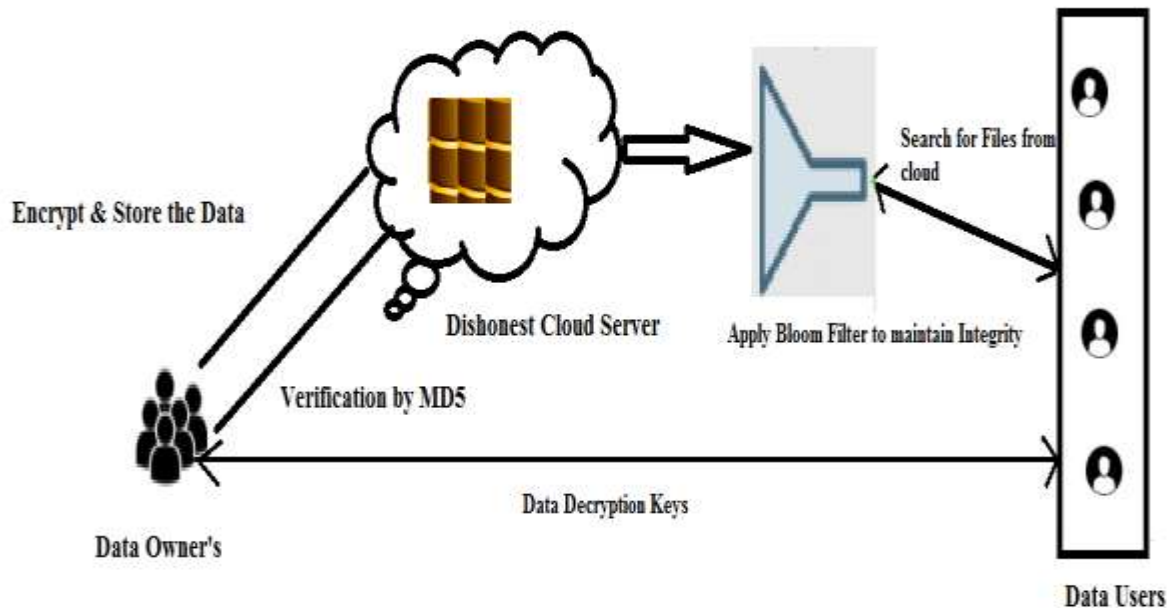 Search for Files from
cloud
Encrypt & Store the Data
Dishonest Cloud Server
Apply Bloom Filter to maintain Integrity
Verification by MD5
Data Decryption Keys
Data Owner's
Data Users